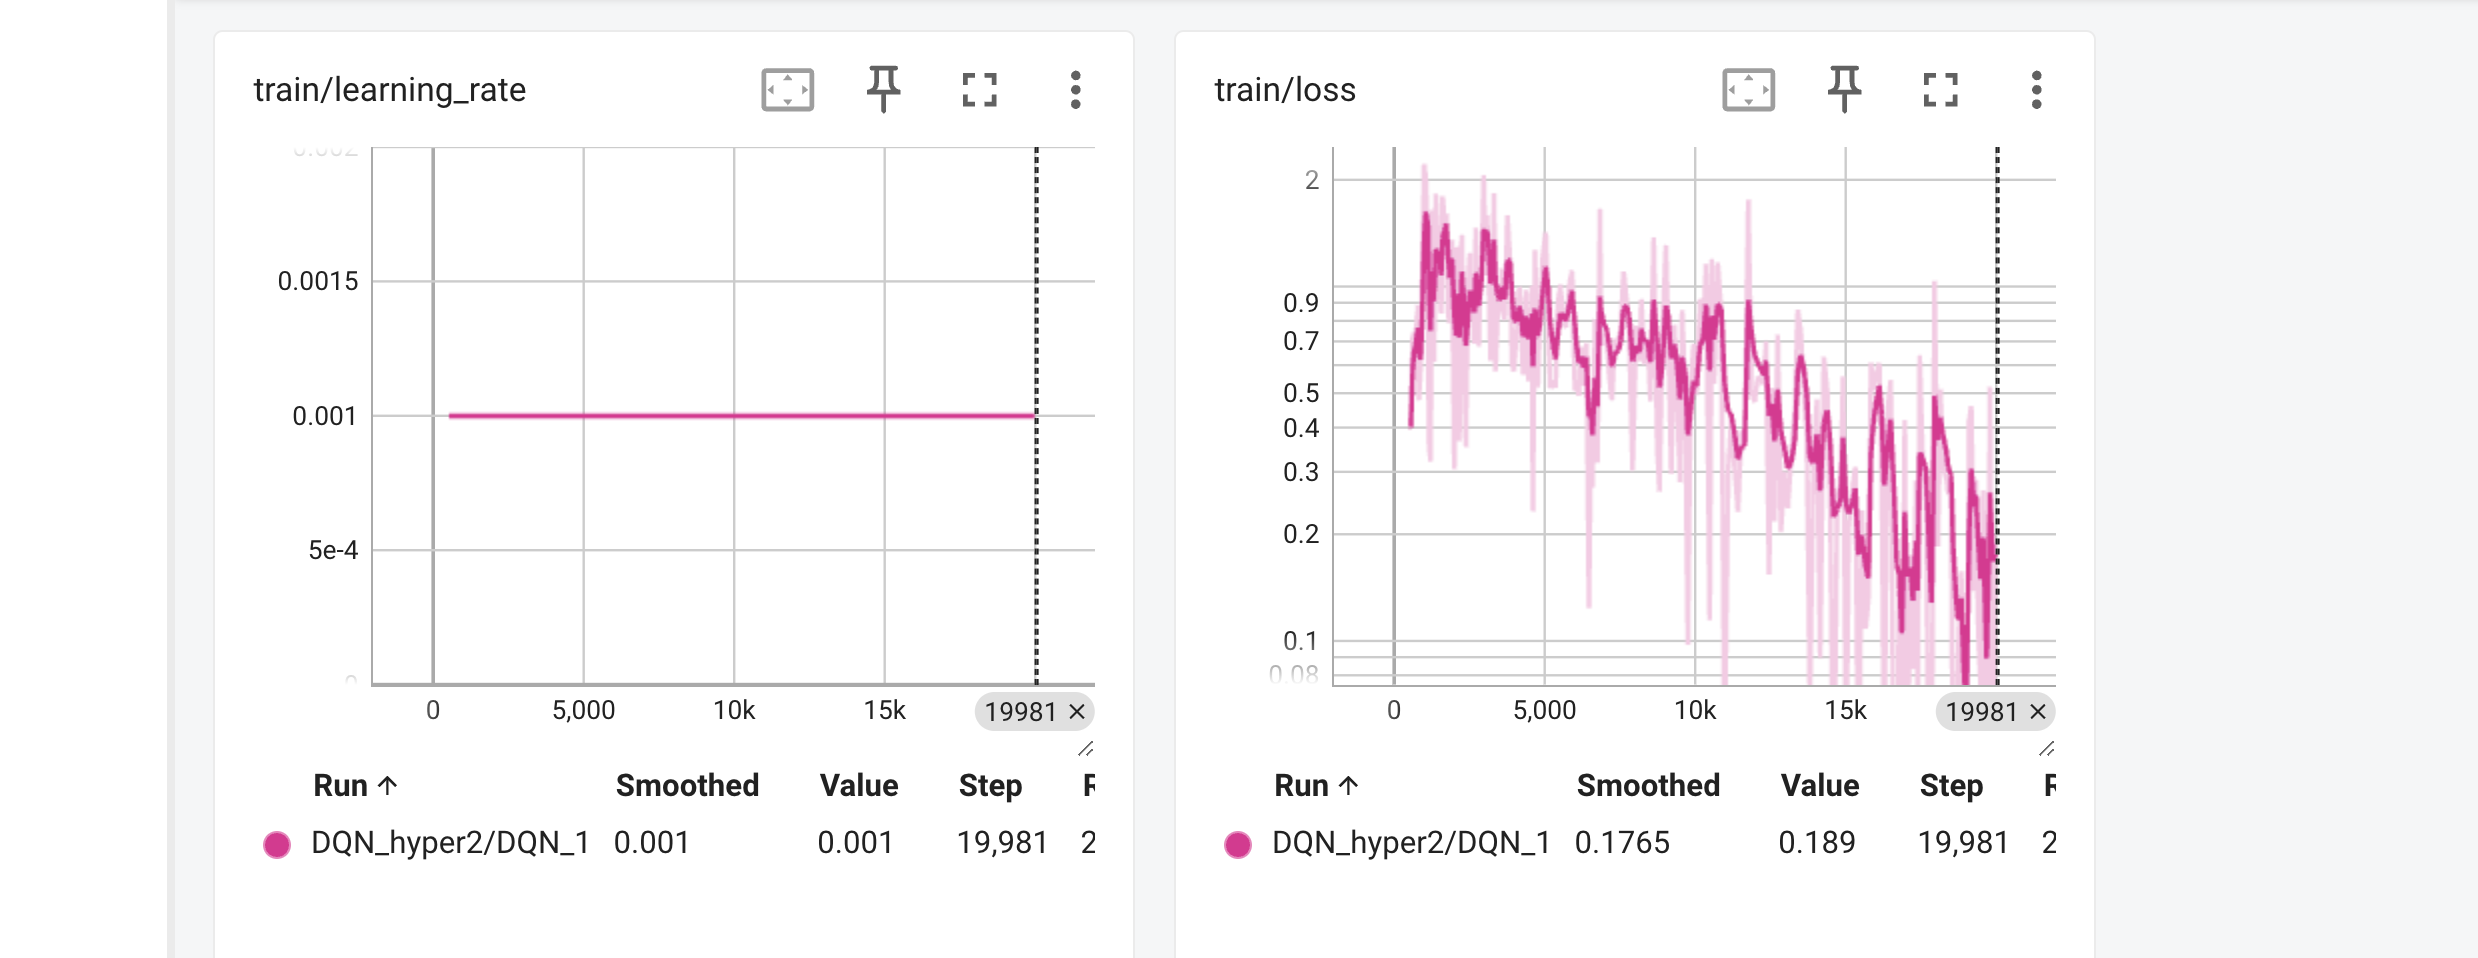 train/learning_rate
0.002
0.0015
0.001
5e-4
0
0 5,000 10k 15k 19981
Run Smoothed Value Step
DQN_hyper2/DQN_1 0.001 0.001 19,981 2
train/loss
2
0.9
0.7
0.5
0.4
0.3
0.2
0.1
0.08
0 5,000 10k 15k 19981
Run Smoothed Value Step
DQN_hyper2/DQN_1 0.1765 0.189 19,981 2